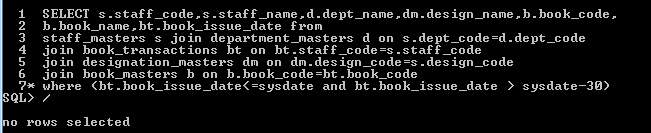 1 SELECT s.staff_code,s.staff_name,d.dept_name,dm.design_name,b.book_code,
2 b.book_name,bt.book_issue_date from
3 staff_masters s join department_masters d on s.dept_code=d.dept_code
4 join book_transactions bt on bt.staff_code=s.staff_code
5 join designation_masters dm on dm.design_code=s.design_code
6 join book_masters b on b.book_code=bt.book_code
7* where (bt.book_issue_date<=sysdate and bt.book_issue_date > sysdate-30)
SQL> /
no rows selected